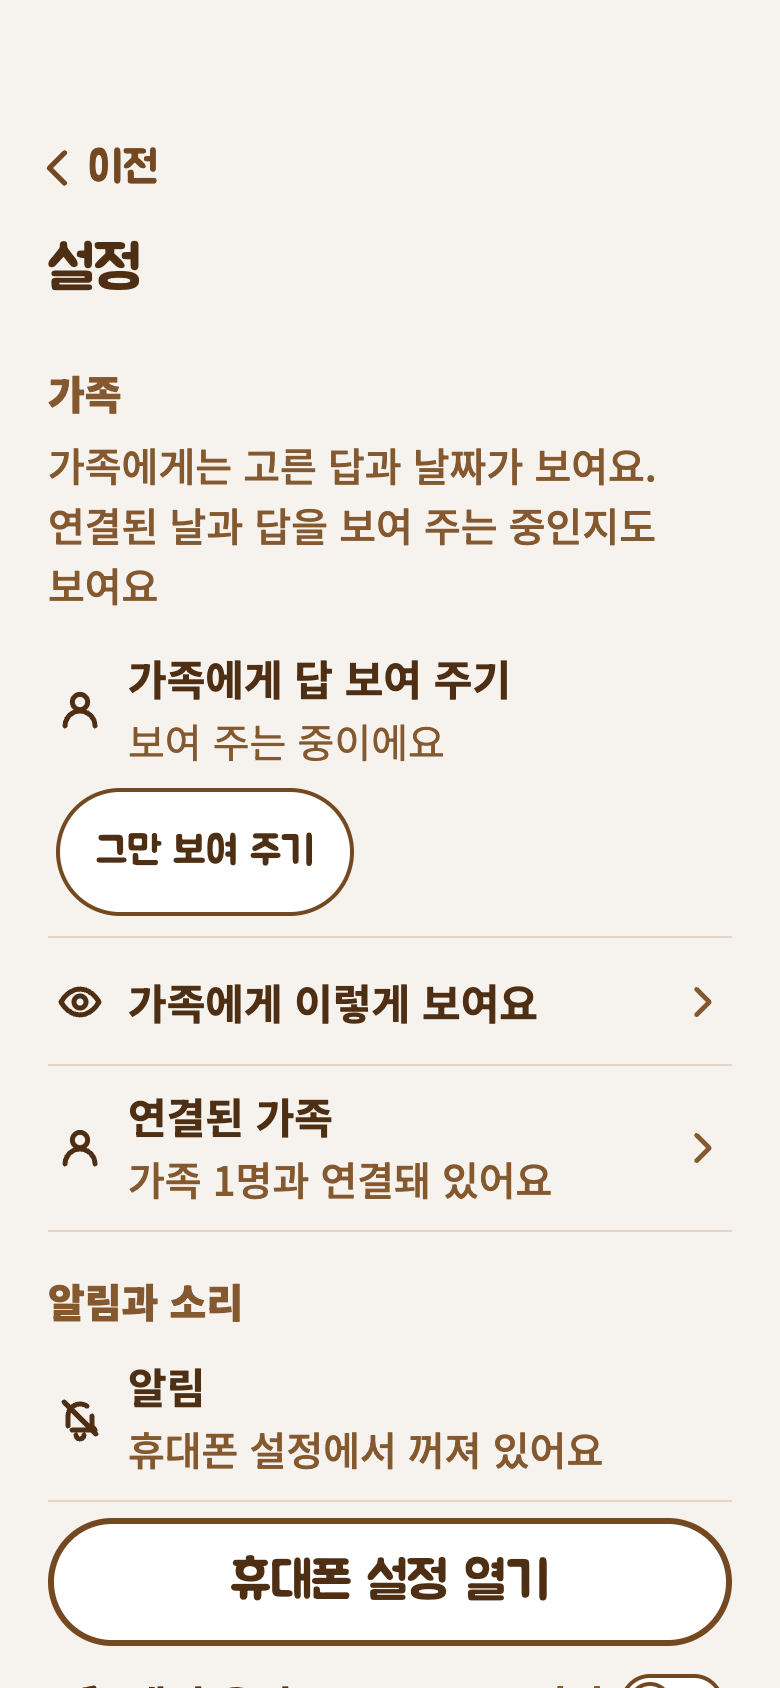 이전
설정
가족
가족에게는 고른 답과 날짜가 보여요.
연결된 날과 답을 보여 주는 중인지도
보여요
가족에게 답 보여 주기
보여 주는 중이에요
그만 보여 주기
가족에게 이렇게 보여요
연결된 가족
가족 1명과 연결돼 있어요
알림과 소리
알림
휴대폰 설정에서 꺼져 있어요
휴대폰 설정 열기